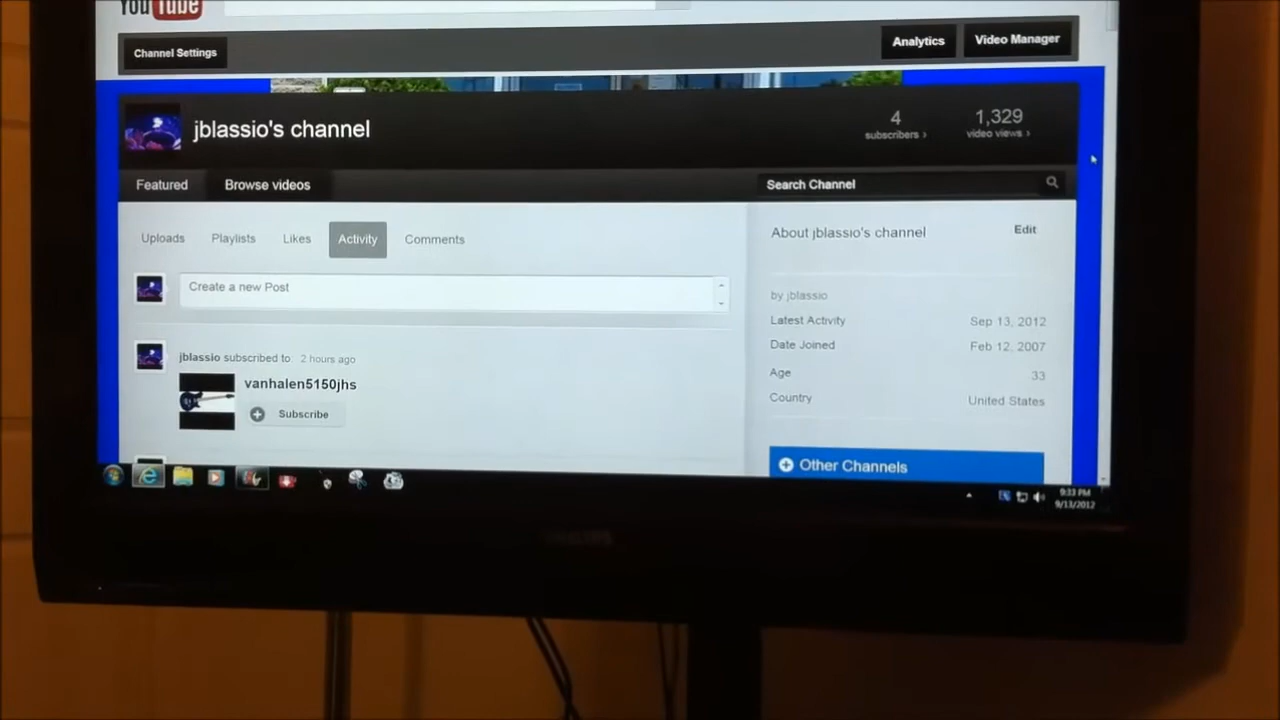 YouTube
Channel Settings
Analytics
Video Manager
jblassio's channel
4
subscribers ›
1,329
video views ›
Featured
Browse videos
Search Channel
Uploads
Playlists
Likes
Activity
Comments
Create a new Post
jblassio subscribed to 2 hours ago
vanhalen5150jhs
Subscribe
About jblassio's channel
Edit
by jblassio
Latest Activity Sep 13, 2012
Date Joined Feb 12, 2007
Age 33
Country United States
Other Channels
9:33 PM
9/13/2012
PHILIPS